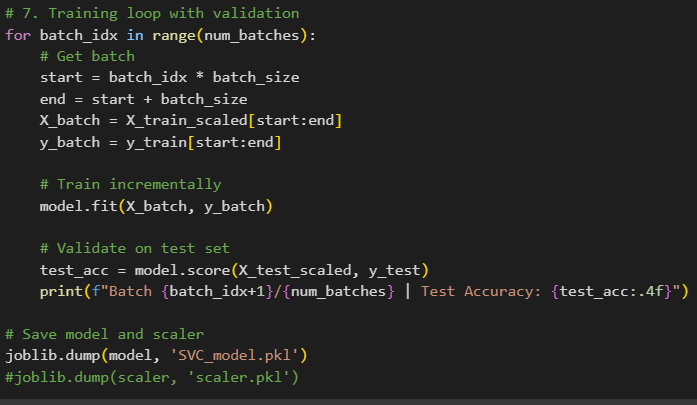 # 7. Training loop with validation
for batch_idx in range(num_batches):
    # Get batch
    start = batch_idx * batch_size
    end = start + batch_size
    X_batch = X_train_scaled[start:end]
    y_batch = y_train[start:end]

    # Train incrementally
    model.fit(X_batch, y_batch)

    # Validate on test set
    test_acc = model.score(X_test_scaled, y_test)
    print(f"Batch {batch_idx+1}/{num_batches} | Test Accuracy: {test_acc:.4f}")

# Save model and scaler
joblib.dump(model, 'SVC_model.pkl')
#joblib.dump(scaler, 'scaler.pkl')